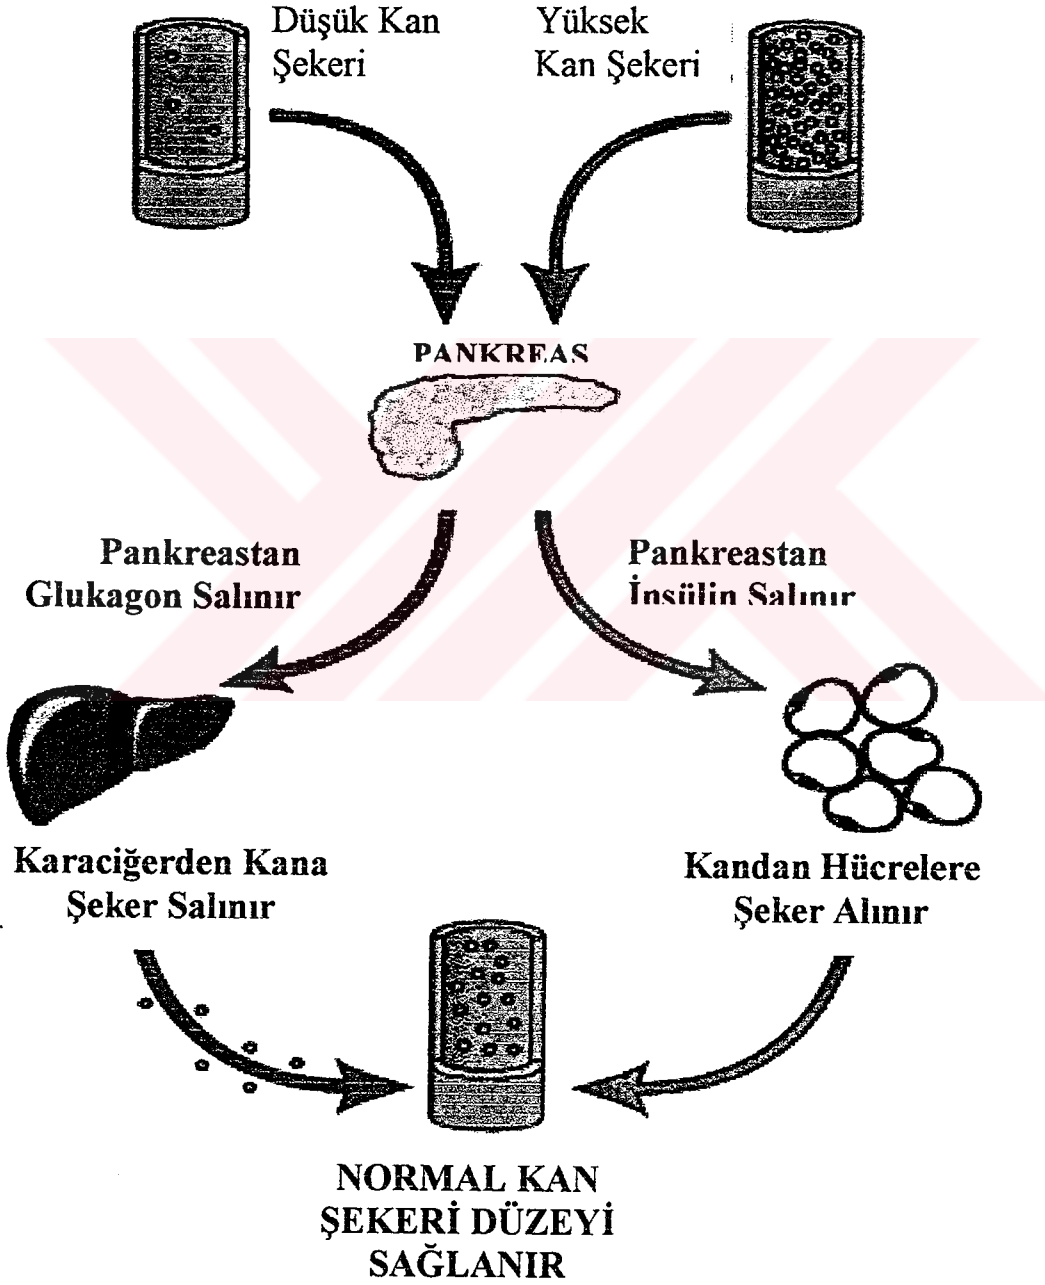 Düşük Kan
Şekeri
Yüksek
Kan Şekeri
PANKREAS
Pankreastan
Glukagon Salınır
Pankreastan
İnsülin Salınır
Karaciğerden Kana
Şeker Salınır
Kandan Hücrelere
Şeker Alınır
NORMAL KAN
ŞEKERİ DÜZEYİ
SAĞLANIR